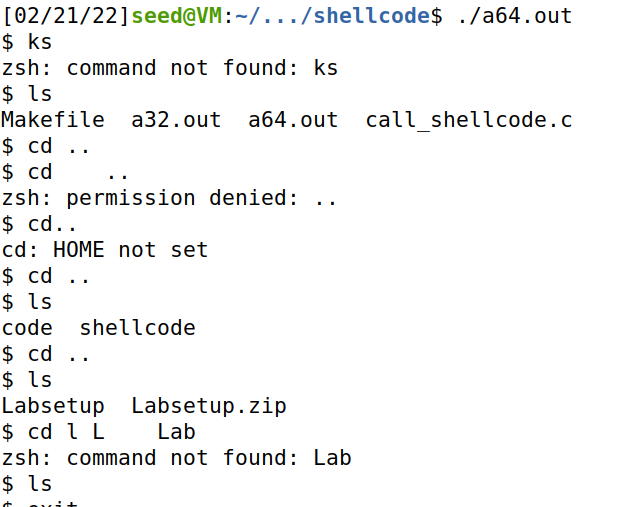 [02/21/22]seed@VM:~/.../shellcode$ ./a64.out
$ ks
zsh: command not found: ks
$ ls
Makefile  a32.out  a64.out  call_shellcode.c
$ cd ..
$ cd    ..
zsh: permission denied: ..
$ cd..
cd: HOME not set
$ cd ..
$ ls
code  shellcode
$ cd ..
$ ls
Labsetup  Labsetup.zip
$ cd l L    Lab
zsh: command not found: Lab
$ ls
$ exit